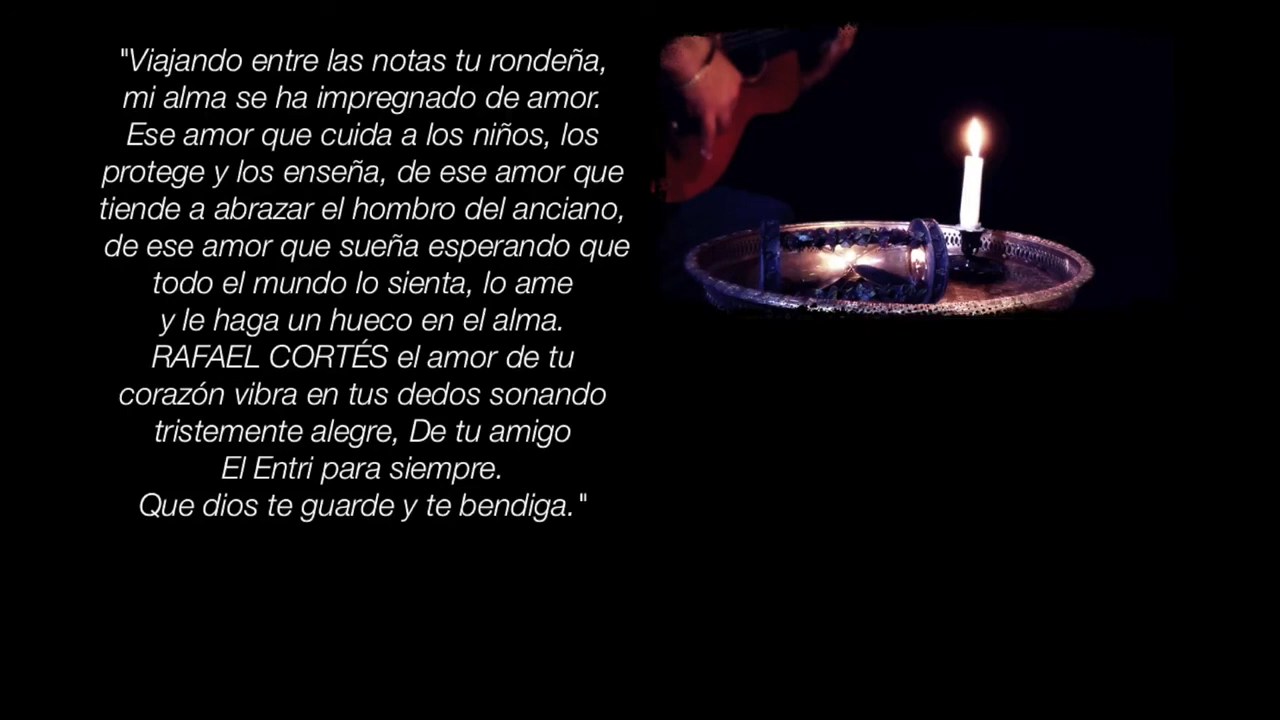 "Viajando entre las notas tu rondeña,
mi alma se ha impregnado de amor.
Ese amor que cuida a los niños, los
protege y los enseña, de ese amor que
tiende a abrazar el hombro del anciano,
de ese amor que sueña esperando que
todo el mundo lo sienta, lo ame
y le haga un hueco en el alma.
RAFAEL CORTÉS el amor de tu
corazón vibra en tus dedos sonando
tristemente alegre, De tu amigo
El Entri para siempre.
Que dios te guarde y te bendiga."